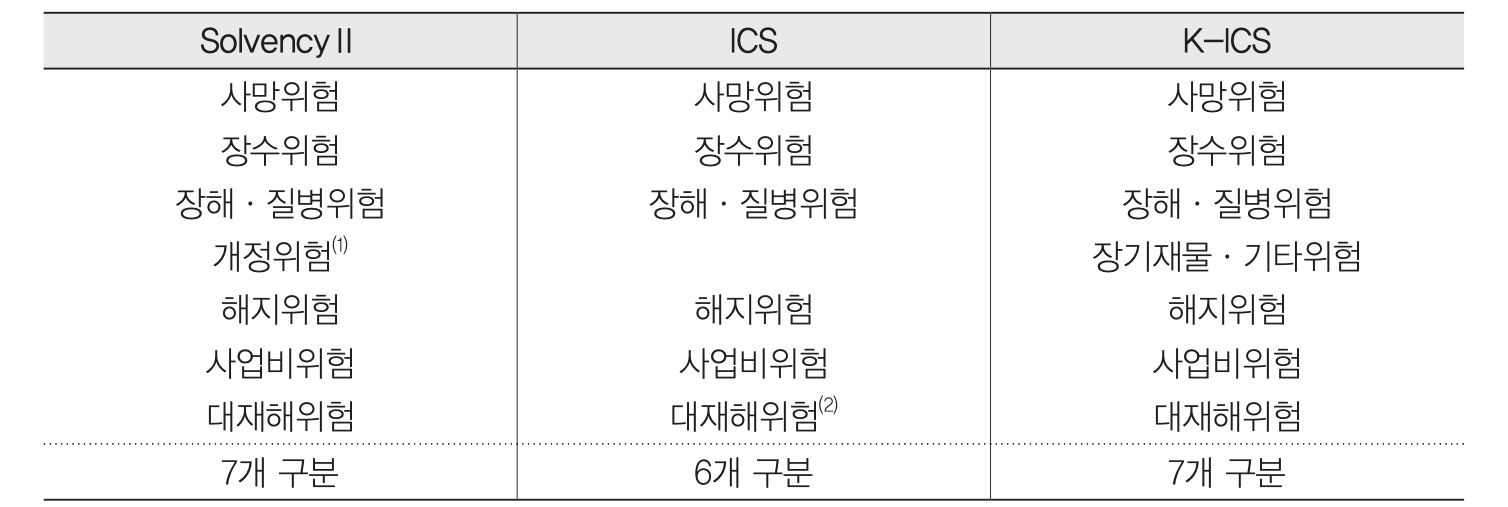 Solvency II ICS K-ICS
사망위험 사망위험 사망위험
장수위험 장수위험 장수위험
장해 · 질병위험 장해 · 질병위험 장해 · 질병위험
개정위험(1) 장기재물 · 기타위험
해지위험 해지위험 해지위험
사업비위험 사업비위험 사업비위험
대재해위험 대재해위험(2) 대재해위험
7개 구분 6개 구분 7개 구분